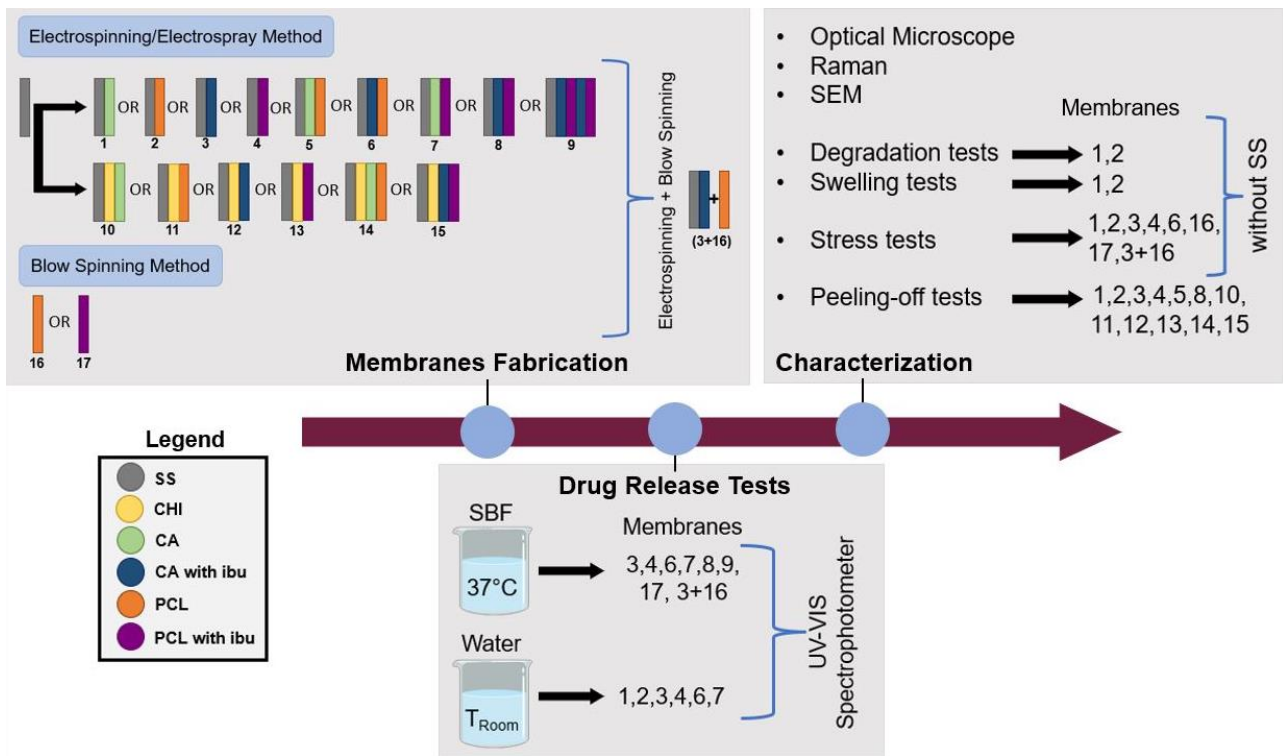 Electrospinning/Electrospray Method
OR OR OR OR OR OR OR OR
1 2 3 4 5 6 7 8 9
OR OR OR OR OR
10 11 12 13 14 15
Blow Spinning Method
OR
16 17
Electrospinning + Blow Spinning
+
(3+16)
Membranes Fabrication
• Optical Microscope
• Raman
• SEM
Membranes
• Degradation tests 1,2
• Swelling tests 1,2
• Stress tests 1,2,3,4,6,16,
17,3+16
• Peeling-off tests 1,2,3,4,5,8,10,
11,12,13,14,15
without SS
Characterization
Legend
SS
CHI
CA
CA with ibu
PCL
PCL with ibu
Drug Release Tests
SBF
37°C
Membranes
3,4,6,7,8,9,
17, 3+16
Water
TRoom
1,2,3,4,6,7
UV-VIS
Spectrophotometer